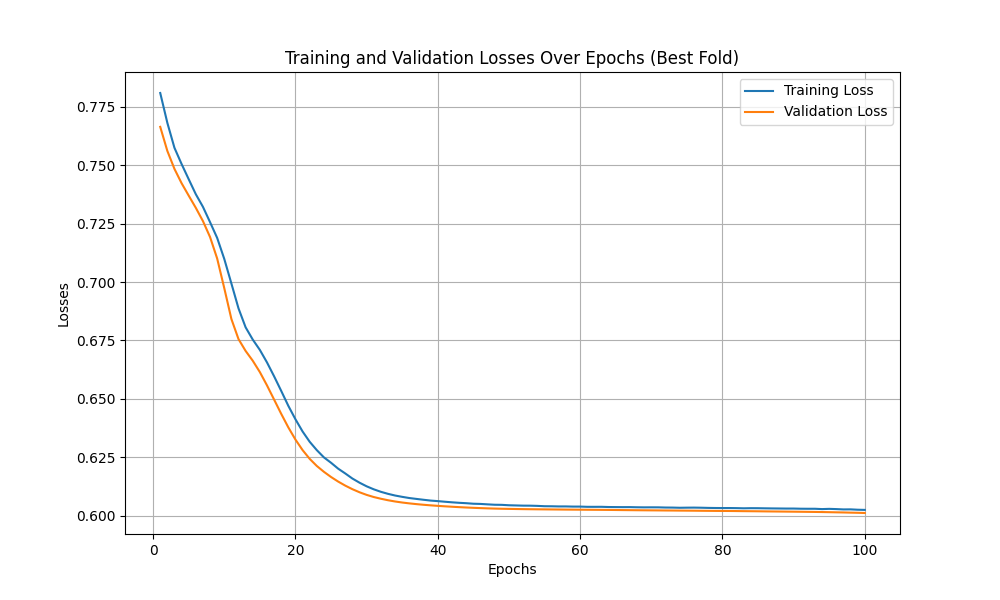 Training and Validation Losses Over Epochs (Best Fold)
Training Loss
Validation Loss
0.775
0.750
0.725
0.700
0.675
0.650
0.625
0.600
Losses
0 20 40 60 80 100
Epochs